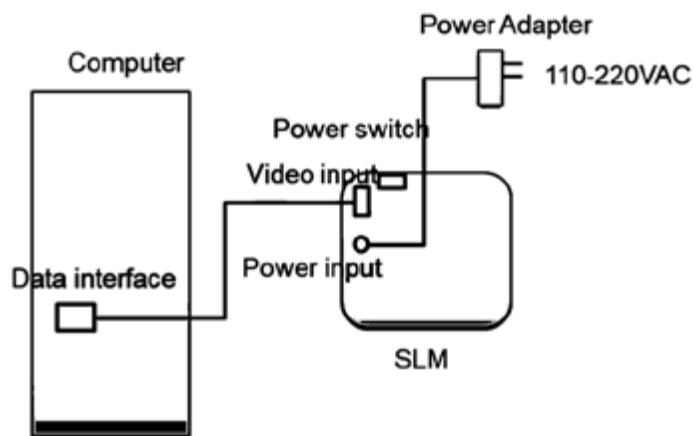 Power Adapter
Computer
110-220VAC
Power switch
Video input
Data interface
Power input
SLM